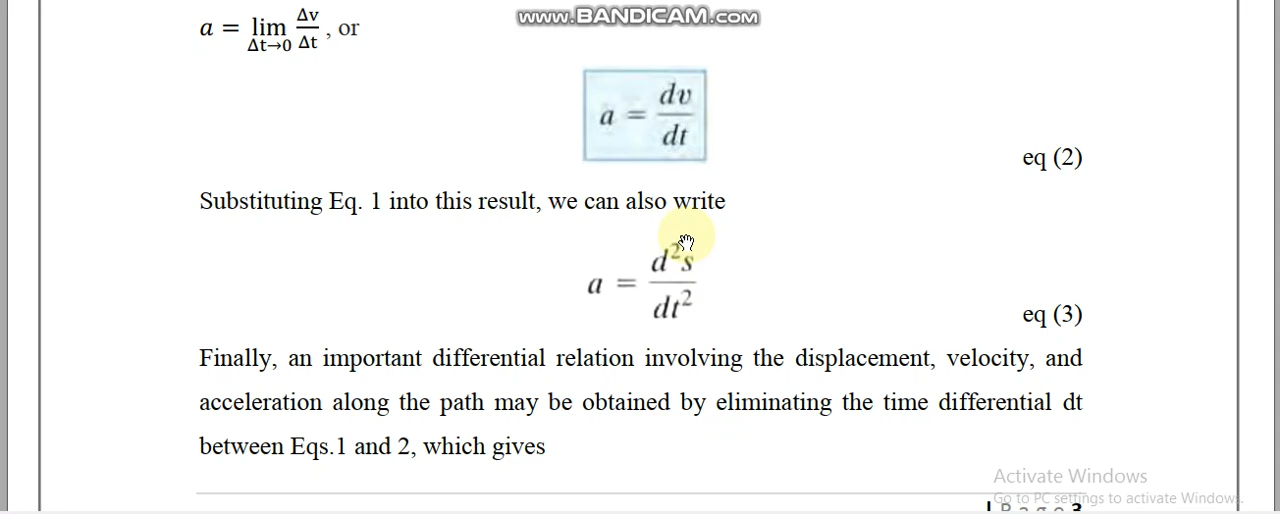 www.BANDICAM.com
a = lim Δt→0 Δv/Δt , or
a = dv/dt
eq (2)
Substituting Eq. 1 into this result, we can also write
a = d²s/dt²
eq (3)
Finally, an important differential relation involving the displacement, velocity, and
acceleration along the path may be obtained by eliminating the time differential dt
between Eqs.1 and 2, which gives
Activate Windows
Go to PC settings to activate Windows.
| P a g e 3